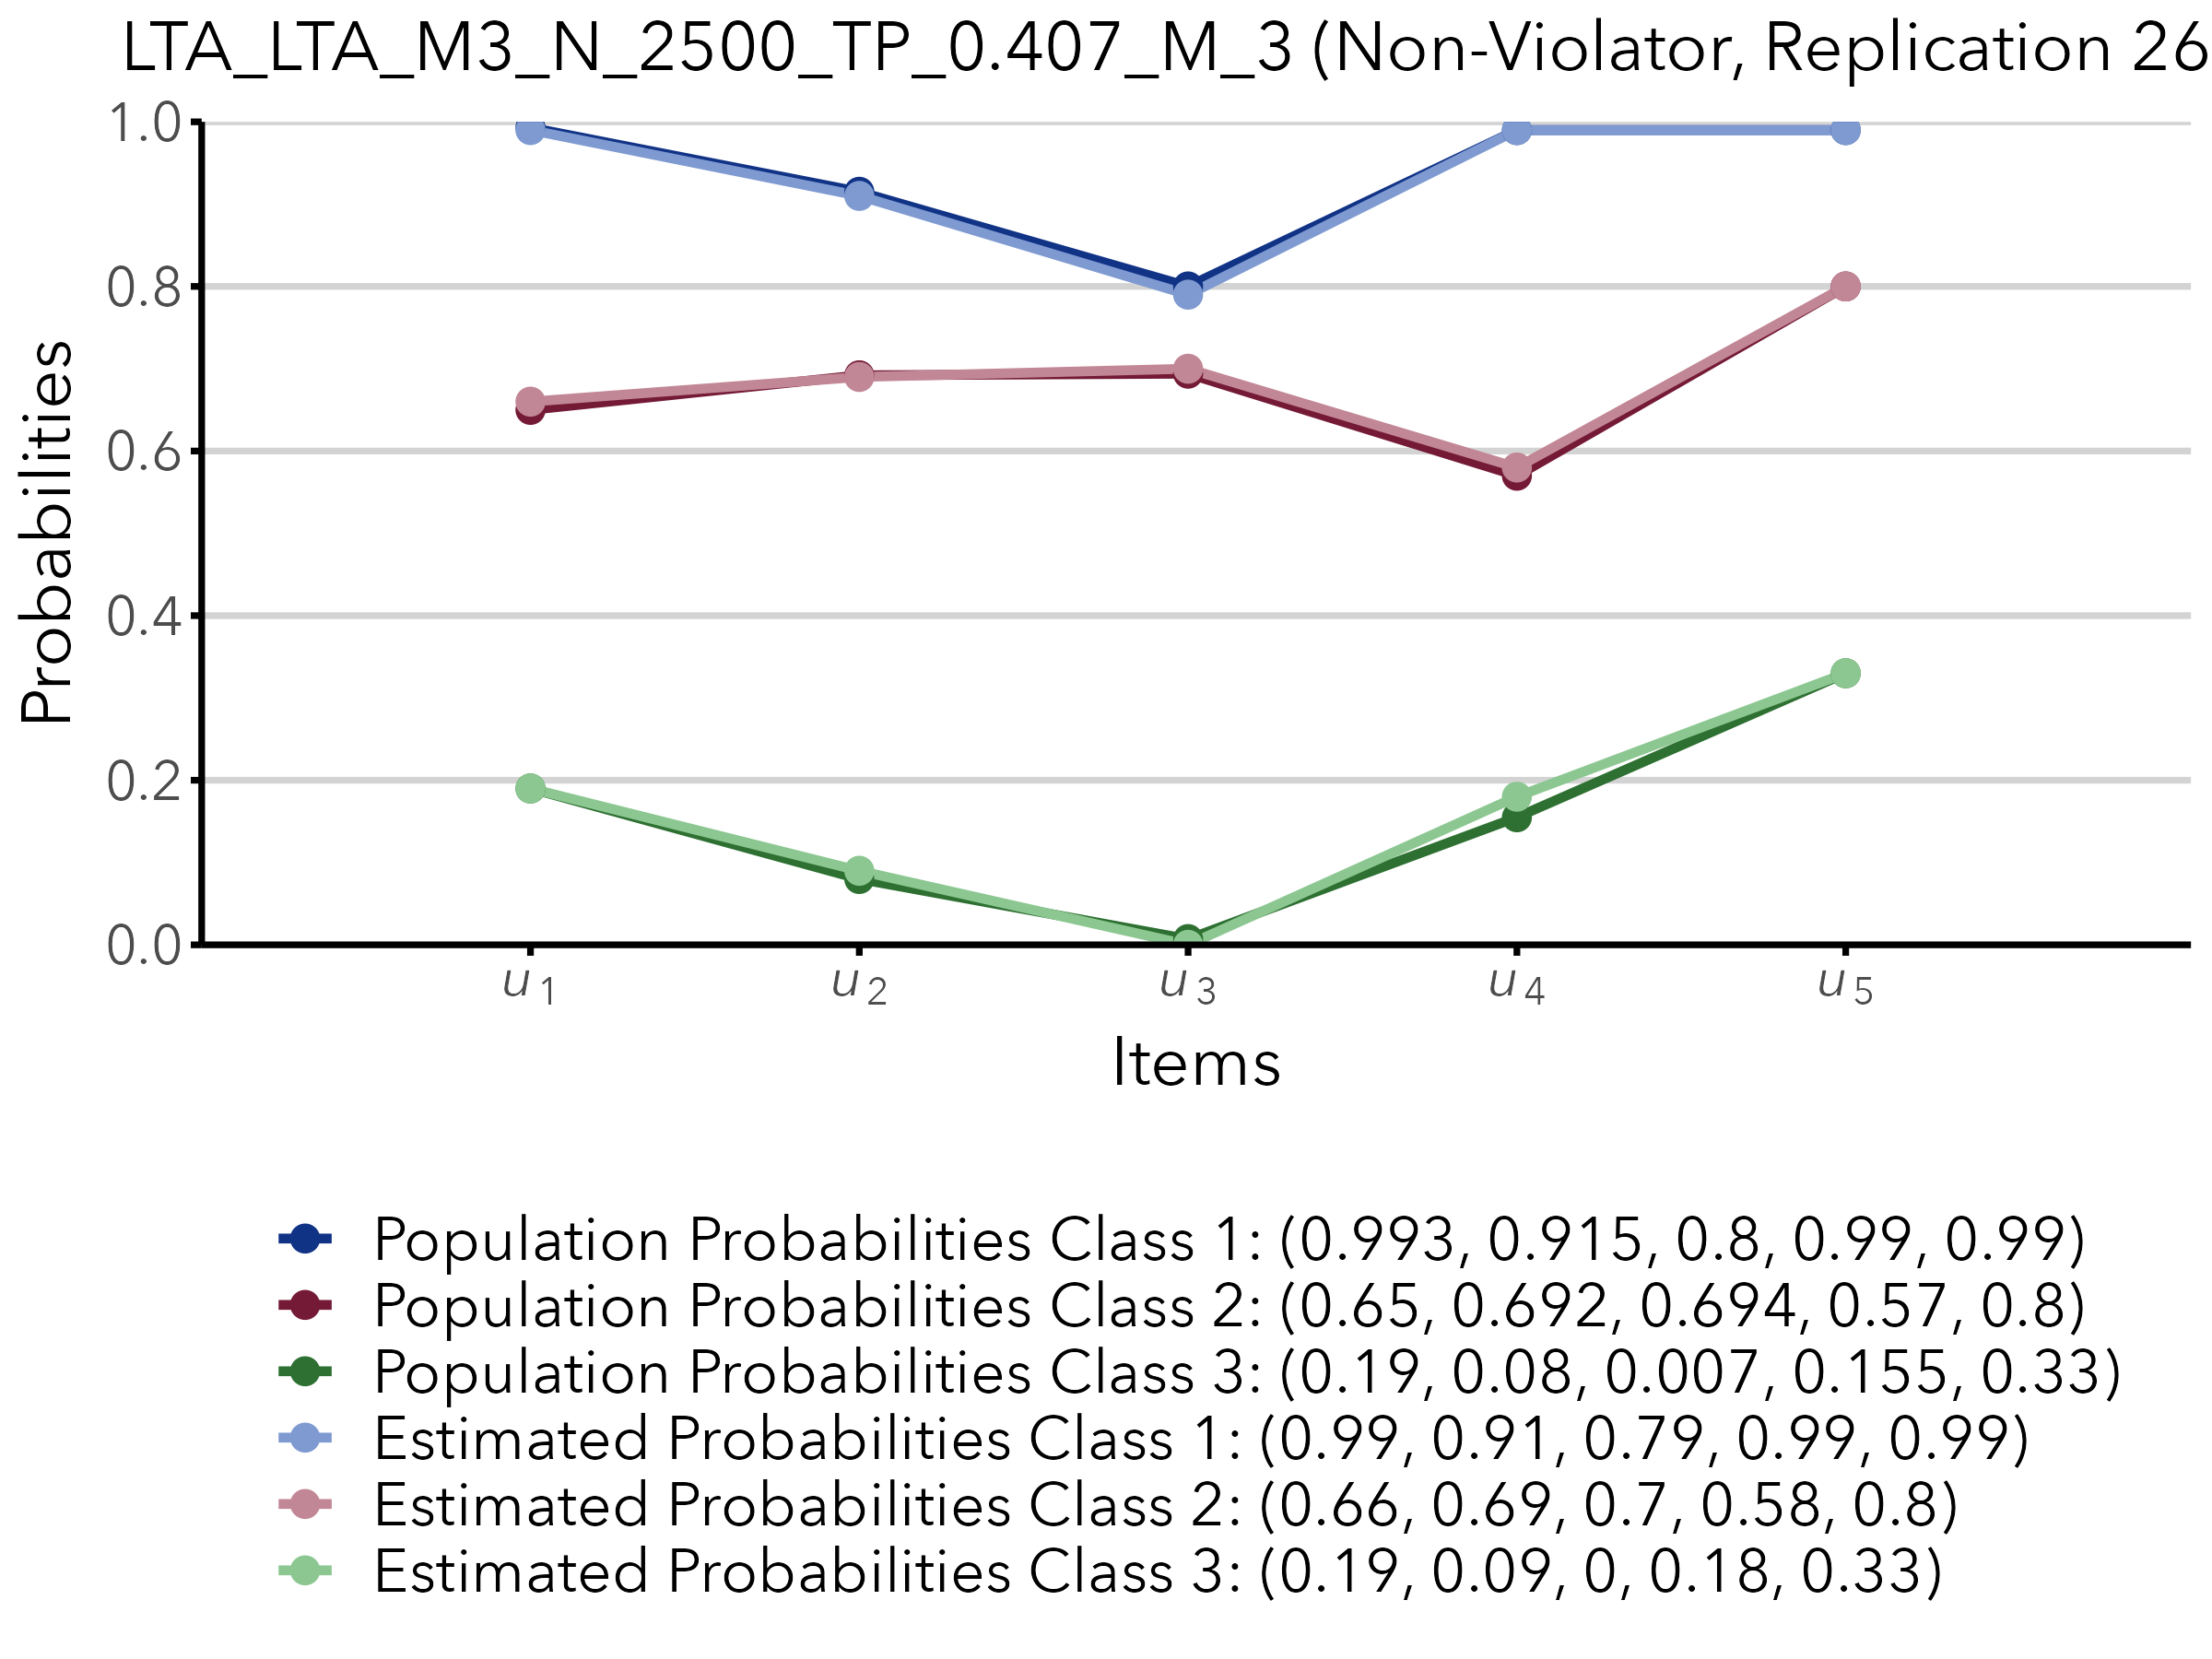 LTA_LTA_M3_N_2500_TP_0.407_M_3 (Non-Violator, Replication 26
1.0
0.8
0.6
0.4
0.2
0.0
Probabilities
u1 u2 u3 u4 u5
Items
Population Probabilities Class 1: (0.993, 0.915, 0.8, 0.99, 0.99)
Population Probabilities Class 2: (0.65, 0.692, 0.694, 0.57, 0.8)
Population Probabilities Class 3: (0.19, 0.08, 0.007, 0.155, 0.33)
Estimated Probabilities Class 1: (0.99, 0.91, 0.79, 0.99, 0.99)
Estimated Probabilities Class 2: (0.66, 0.69, 0.7, 0.58, 0.8)
Estimated Probabilities Class 3: (0.19, 0.09, 0, 0.18, 0.33)